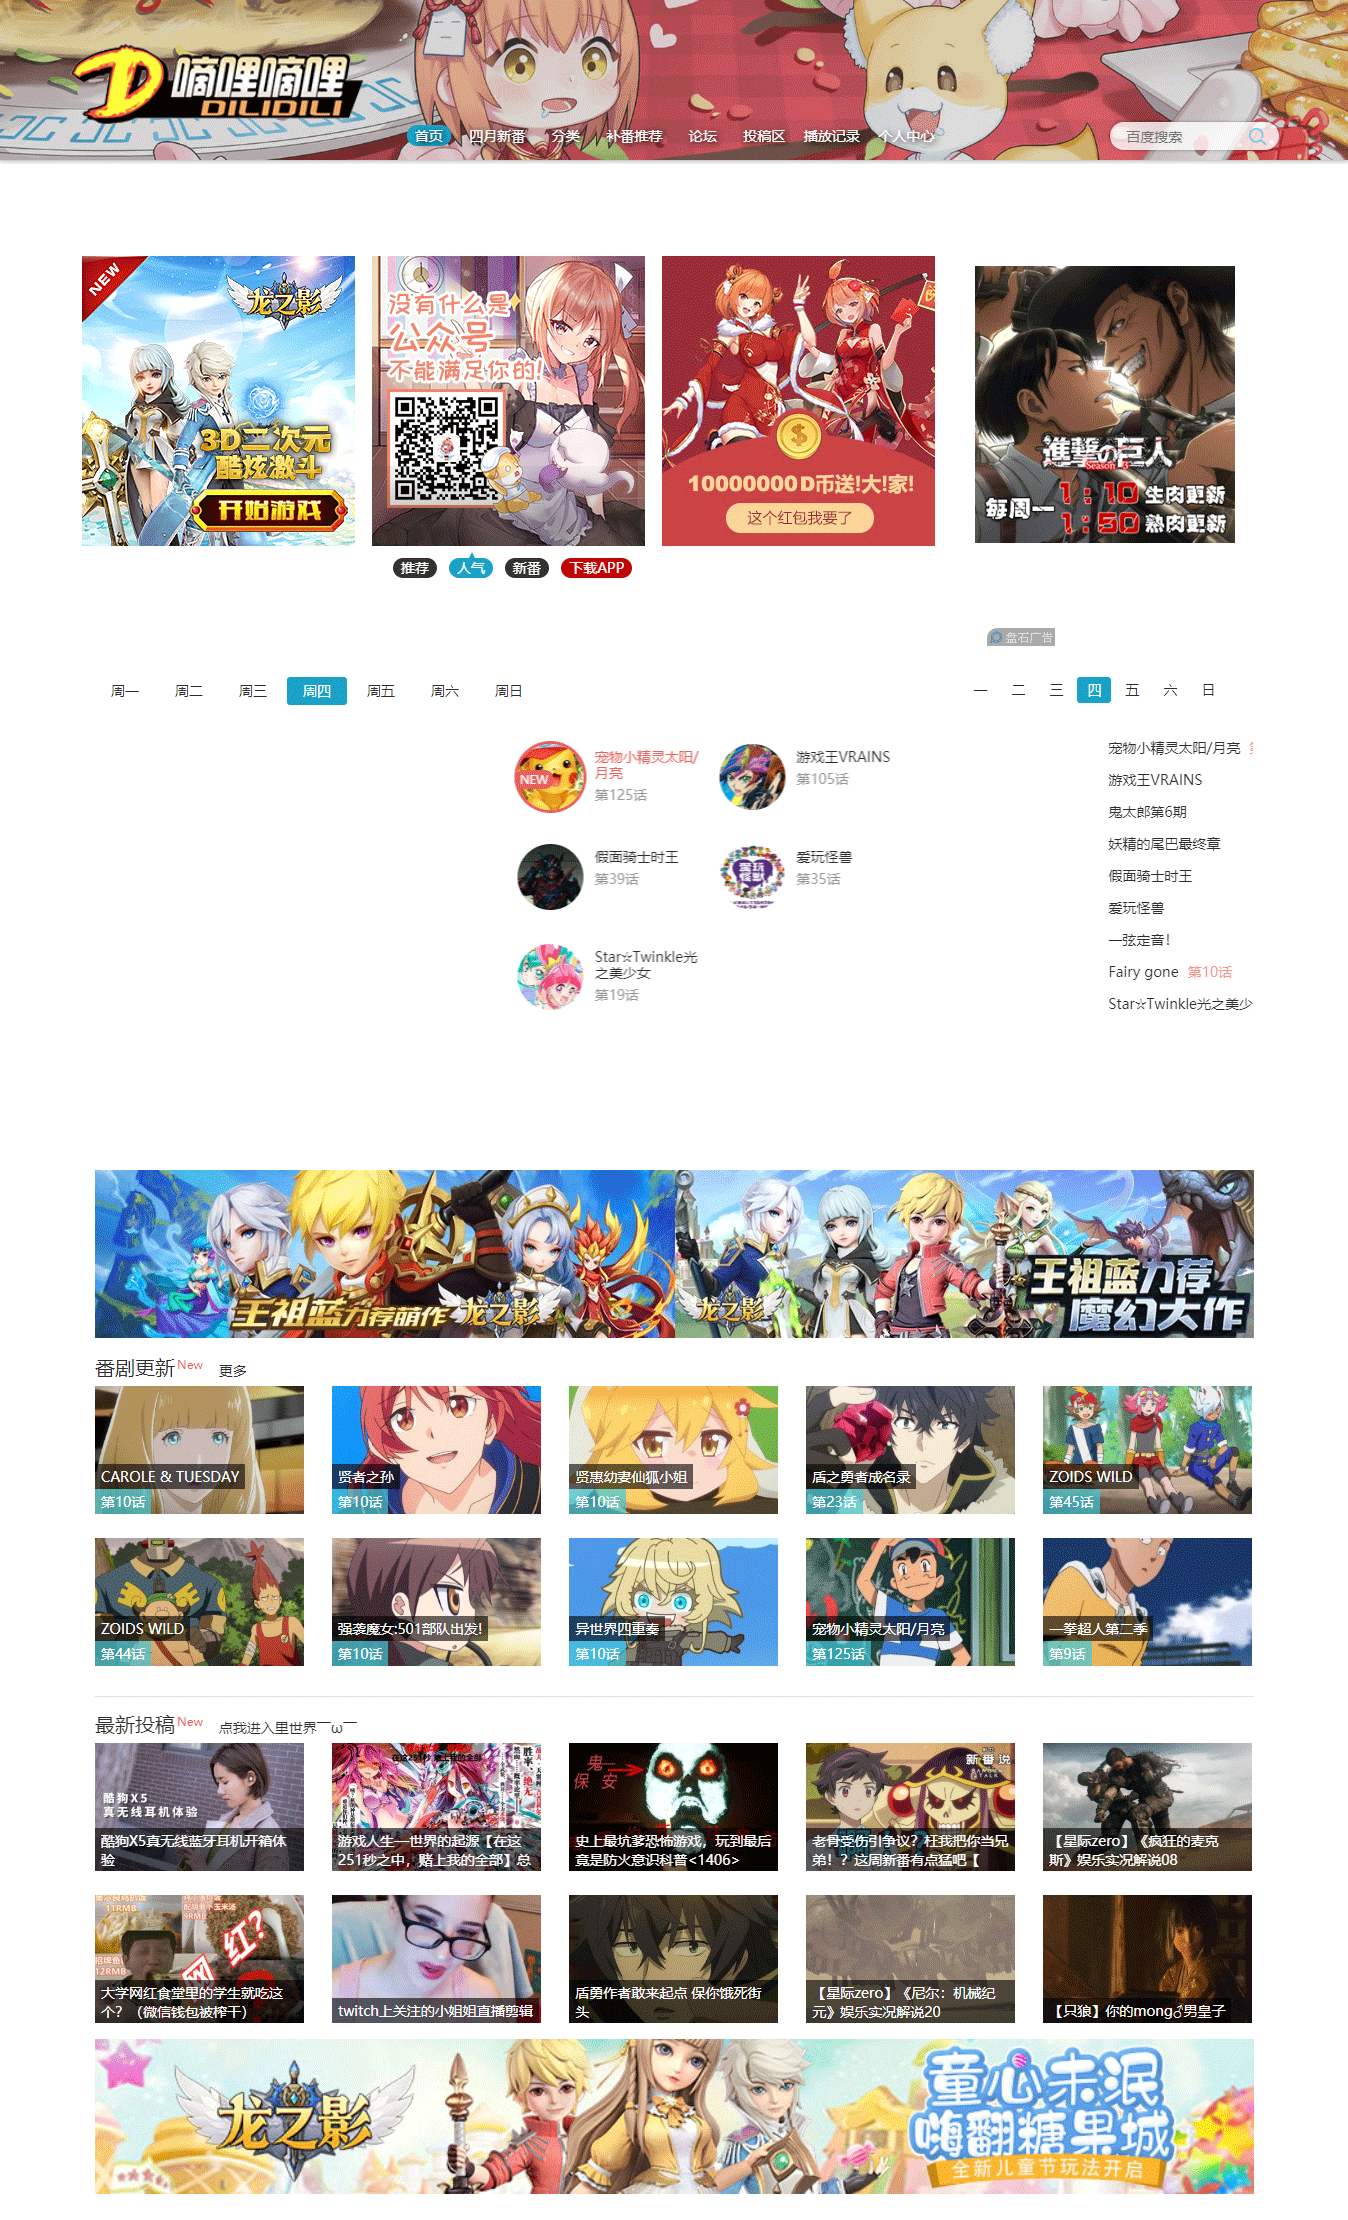 嘀哩嘀哩
DILIDILI
首页 四月新番 分类 补番推荐 论坛 投稿区 播放记录 个人中心
百度搜索
NEW
龙之影
3D二次元
酷炫激斗
开始游戏
没有什么是
公众号
不能满足你的!
10000000D币送!大!家!
这个红包我要了
進撃の巨人
Season 3
每周一 1:10 生肉更新
1:50 熟肉更新
推荐 人气 新番 下载APP
盘石广告
周一 周二 周三 周四 周五 周六 周日
一 二 三 四 五 六 日
NEW
宠物小精灵太阳/
月亮
第125话
游戏王VRAINS
第105话
假面骑士时王
第39话
爱玩怪兽
第35话
Star☆Twinkle光
之美少女
第19话
宠物小精灵太阳/月亮
游戏王VRAINS
鬼太郎第6期
妖精的尾巴最终章
假面骑士时王
爱玩怪兽
一弦定音!
Fairy gone 第10话
Star☆Twinkle光之美少
王祖蓝力荐萌作 龙之影
龙之影
王祖蓝力荐
魔幻大作
番剧更新 New 更多
CAROLE & TUESDAY
第10话
贤者之孙
第10话
贤惠幼妻仙狐小姐
第10话
盾之勇者成名录
第23话
ZOIDS WILD
第45话
ZOIDS WILD
第44话
强袭魔女:501部队出发!
第10话
异世界四重奏
第10话
宠物小精灵太阳/月亮
第125话
一拳超人第二季
第9话
最新投稿 New 点我进入里世界￣ω￣
酷狗X5
真无线耳机体验
酷狗X5真无线蓝牙耳机开箱体
验
在这251秒 赌上我的全部
游戏人生—世界的起源【在这
251秒之中，赌上我的全部】总
鬼
保安
史上最坑爹恐怖游戏，玩到最后
竟是防火意识科普<1406>
新番说
老骨受伤引争议？枉我把你当兄
弟！？这周新番有点猛吧【
【星际zero】《疯狂的麦克
斯》娱乐实况解说08
11RMB
9RMB
12RMB
网红?
大学网红食堂里的学生就吃这
个？（微信钱包被榨干）
twitch上关注的小姐姐直播剪辑
盾勇作者敢来起点 保你饿死街
头
【星际zero】《尼尔：机械纪
元》娱乐实况解说20
【只狼】你的mong♂男皇子
龙之影
童心未泯
嗨翻糖果城
全新儿童节玩法开启